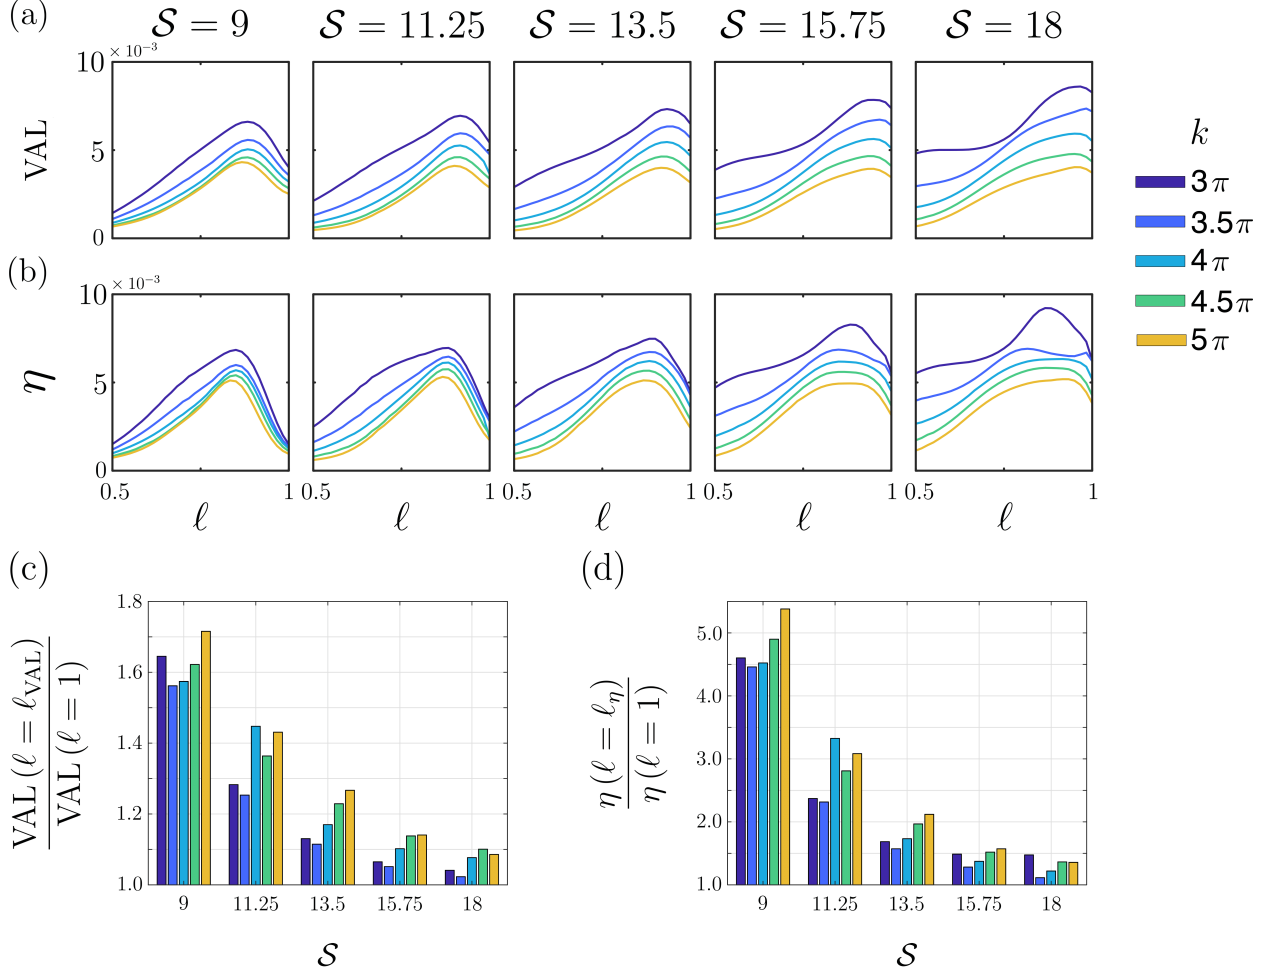 (a)
𝒮 = 9
𝒮 = 11.25
𝒮 = 13.5
𝒮 = 15.75
𝒮 = 18
× 10⁻³
10
5
0
VAL
k
3π
3.5π
4π
4.5π
5π
(b)
× 10⁻³
10
5
0
η
0.5 1
0.5 1
0.5 1
0.5 1
0.5 1
ℓ
ℓ
ℓ
ℓ
ℓ
(c)
VAL (ℓ = ℓ_VAL)
VAL (ℓ = 1)
1.8
1.6
1.4
1.2
1.0
9 11.25 13.5 15.75 18
𝒮
(d)
η (ℓ = ℓ_η)
η (ℓ = 1)
5.0
4.0
3.0
2.0
1.0
9 11.25 13.5 15.75 18
𝒮